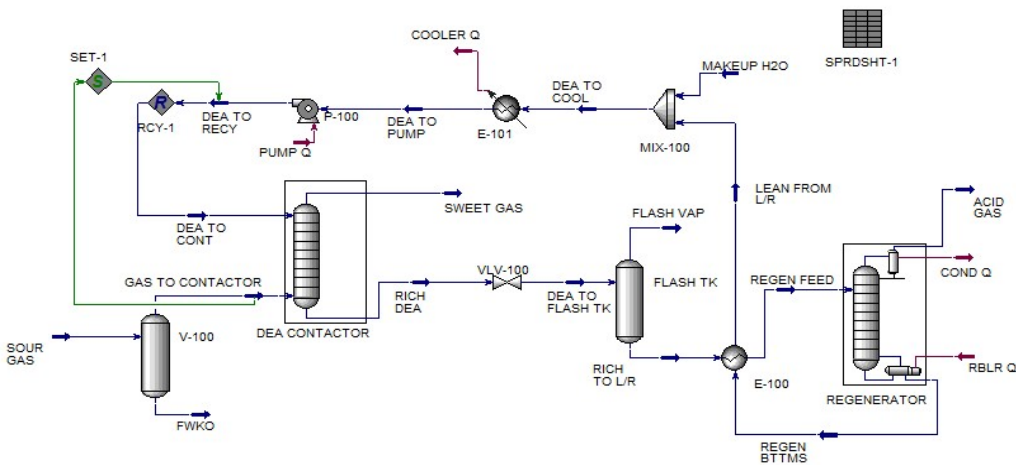 COOLER Q
SPRDSHT-1
SET-1
S
MAKEUP H2O
DEA TO
COOL
R
DEA TO
RECY
P-100
DEA TO
PUMP
E-101
RCY-1
PUMP Q
MIX-100
DEA TO
CONT
SWEET GAS
LEAN FROM
L/R
ACID
GAS
FLASH VAP
GAS TO CONTACTOR
VLV-100
FLASH TK
REGEN FEED
COND Q
RICH
DEA
DEA TO
FLASH TK
DEA CONTACTOR
V-100
SOUR
GAS
RICH
TO L/R
E-100
RBLR Q
REGENERATOR
FWKO
REGEN
BTTMS